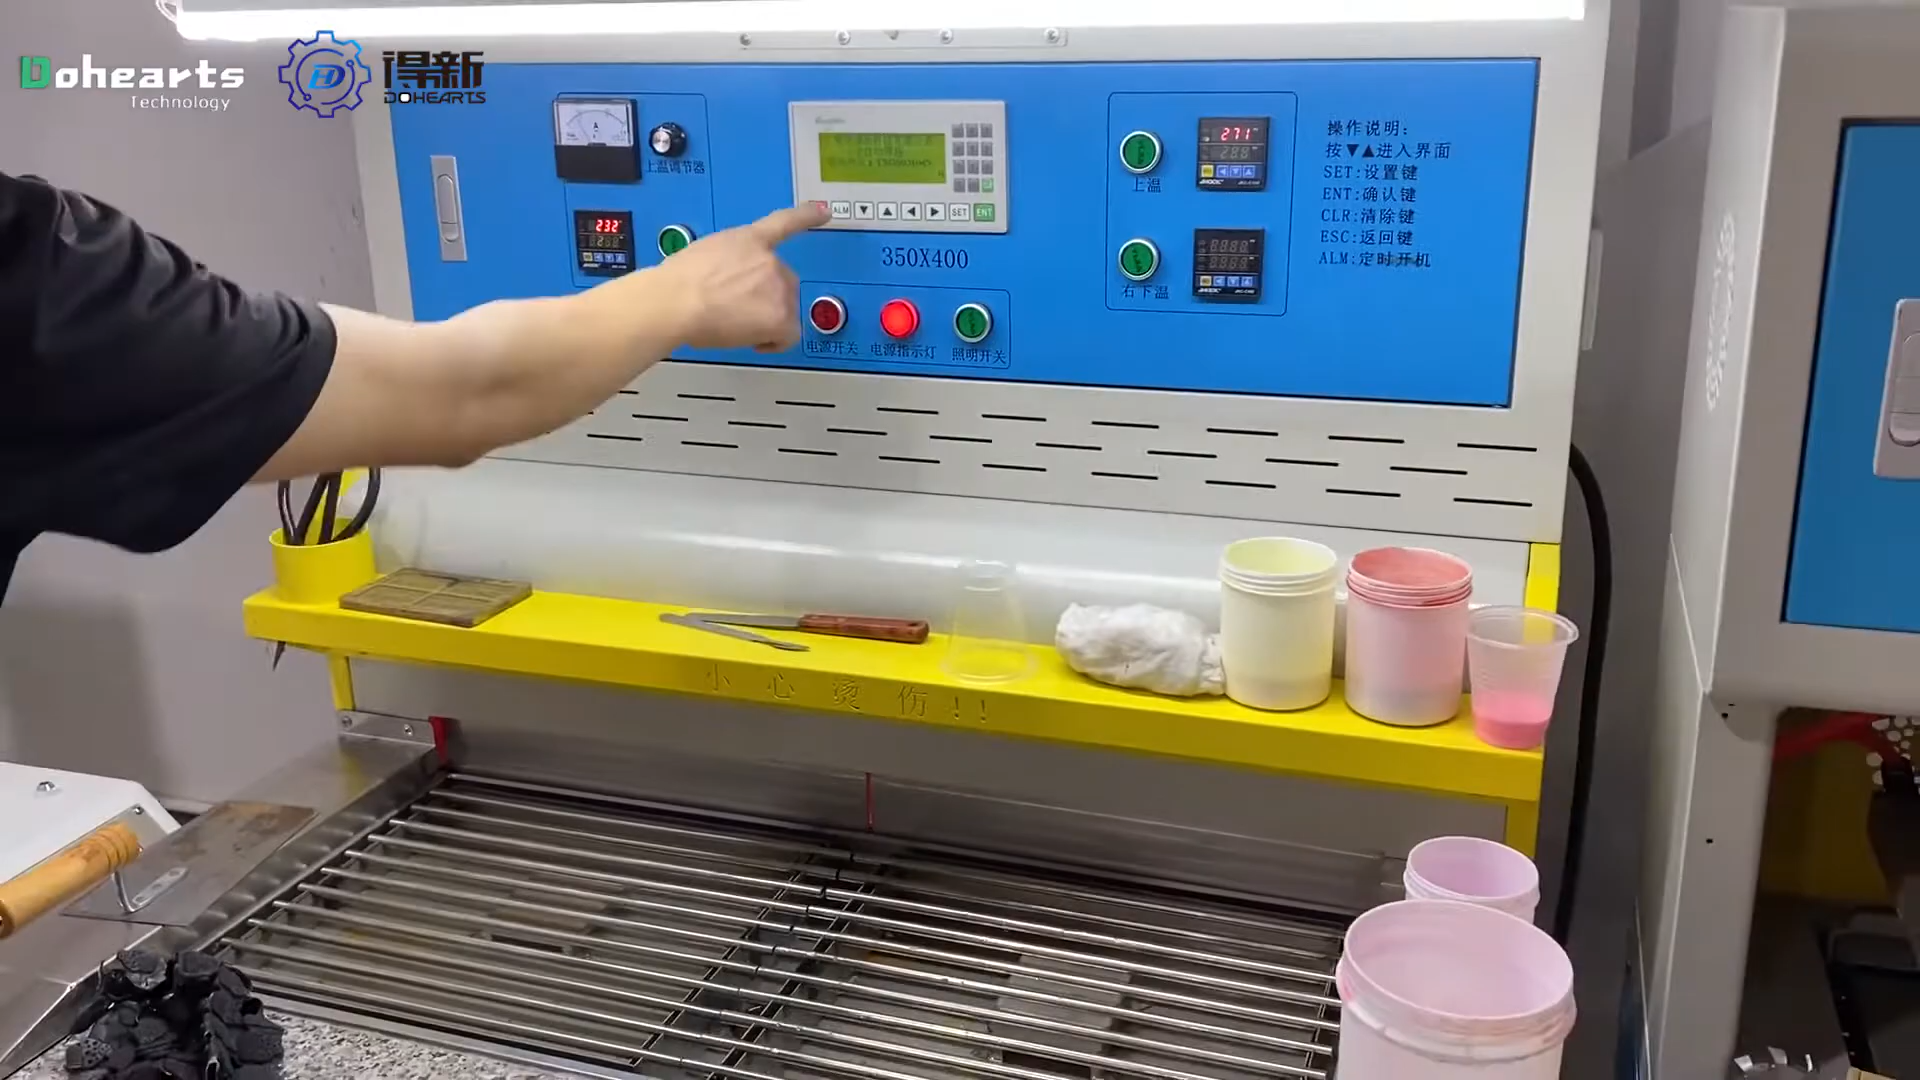 Dohearts
Technology
得新
DOHEARTS
A
上温调节器
232
ALM
SET
ENT
350X400
电源开关
电源指示灯
照明开关
上温
271
右下温
操作说明:
按▼▲进入界面
SET:设置键
ENT:确认键
CLR:清除键
ESC:返回键
ALM:定时开机
小心烫伤!!